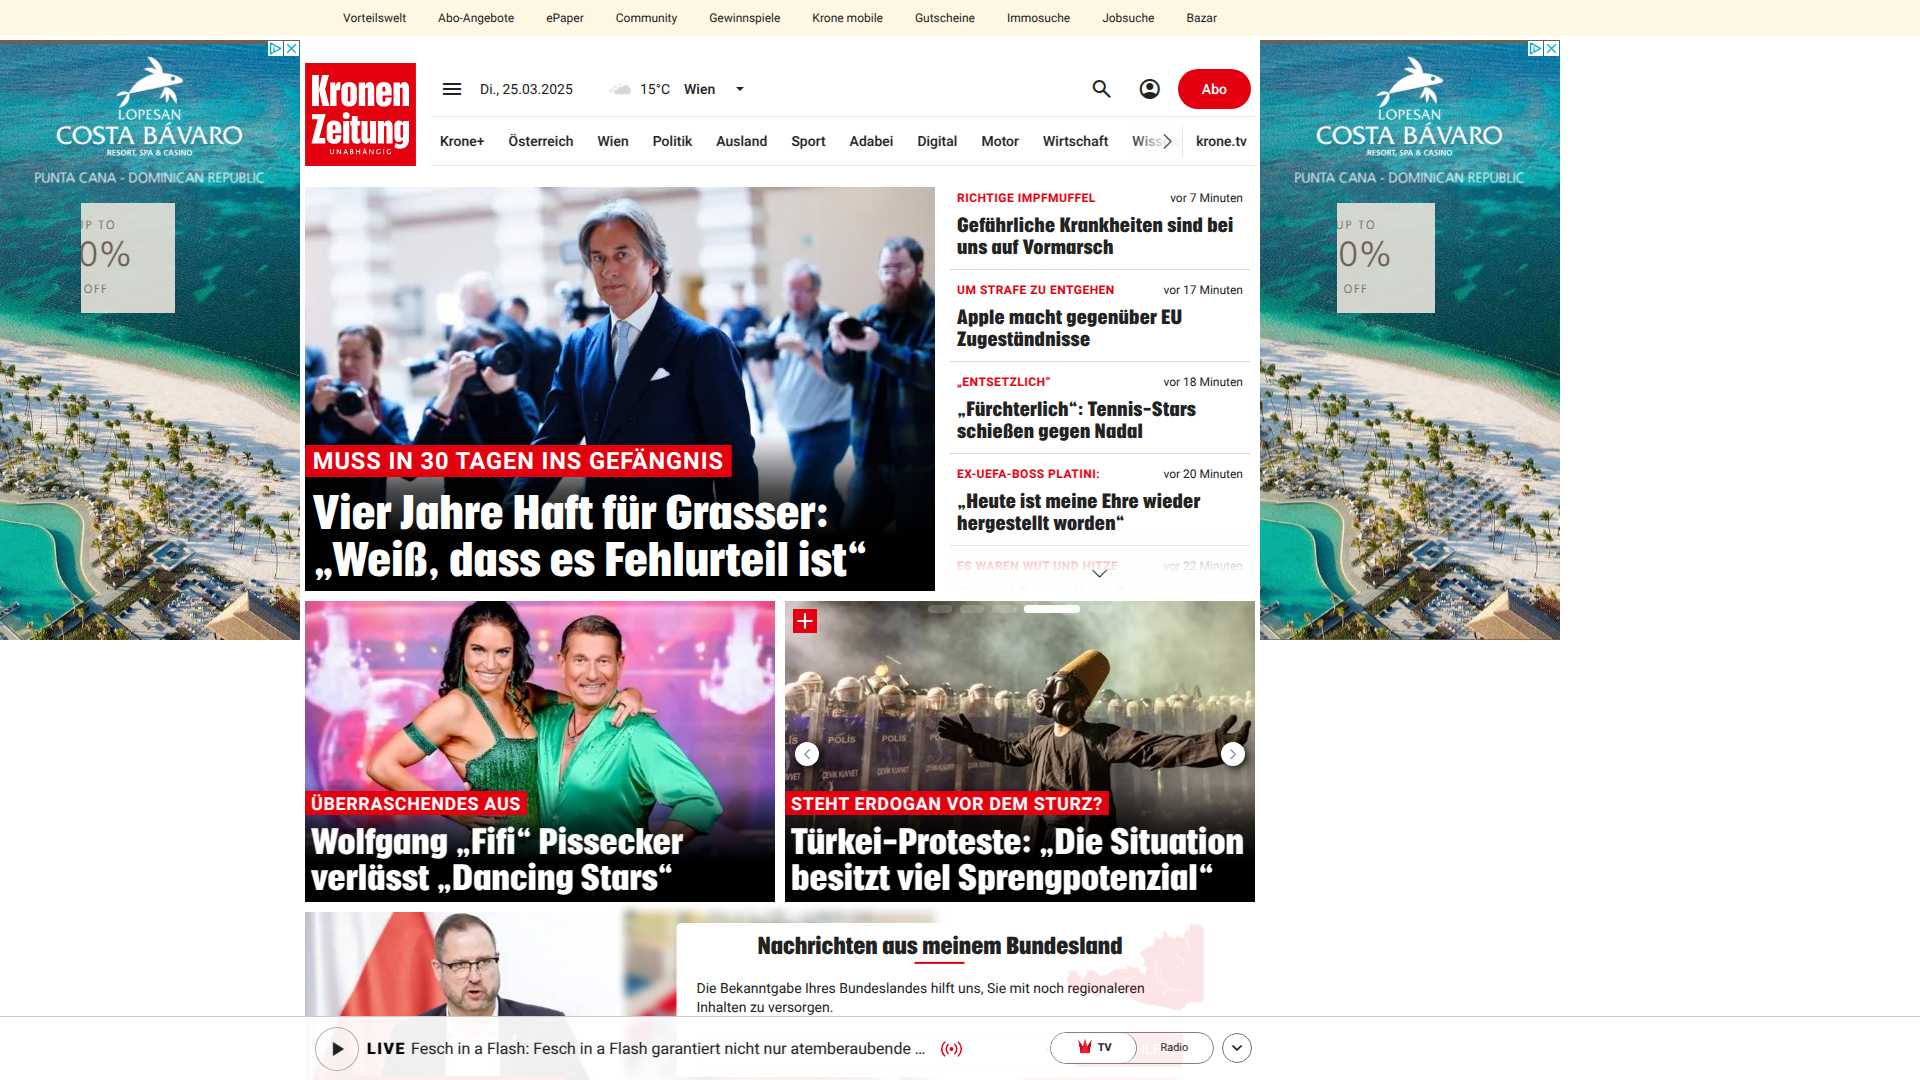 Vorteilswelt Abo-Angebote ePaper Community Gewinnspiele Krone mobile Gutscheine Immosuche Jobsuche Bazar
LOPESAN
COSTA BÁVARO
RESORT, SPA & CASINO
PUNTA CANA - DOMINICAN REPUBLIC
UP TO
0%
OFF
Kronen
Zeitung
UNABHÄNGIG
Di., 25.03.2025 15°C Wien
Abo
Krone+ Österreich Wien Politik Ausland Sport Adabei Digital Motor Wirtschaft Wiss krone.tv
MUSS IN 30 TAGEN INS GEFÄNGNIS
Vier Jahre Haft für Grasser:
„Weiß, dass es Fehlurteil ist“
RICHTIGE IMPFMUFFEL vor 7 Minuten
Gefährliche Krankheiten sind bei
uns auf Vormarsch
UM STRAFE ZU ENTGEHEN vor 17 Minuten
Apple macht gegenüber EU
Zugeständnisse
„ENTSETZLICH“ vor 18 Minuten
„Fürchterlich“: Tennis-Stars
schießen gegen Nadal
EX-UEFA-BOSS PLATINI: vor 20 Minuten
„Heute ist meine Ehre wieder
hergestellt worden“
ES WAREN WUT UND HITZE vor 22 Minuten
LOPESAN
COSTA BÁVARO
RESORT, SPA & CASINO
PUNTA CANA - DOMINICAN REPUBLIC
UP TO
0%
OFF
ÜBERRASCHENDES AUS
Wolfgang „Fifi“ Pissecker
verlässt „Dancing Stars“
POLİS POLİS
ÇEVİK KUVVET
STEHT ERDOGAN VOR DEM STURZ?
Türkei-Proteste: „Die Situation
besitzt viel Sprengpotenzial“
Nachrichten aus meinem Bundesland
Die Bekanntgabe Ihres Bundeslandes hilft uns, Sie mit noch regionaleren
Inhalten zu versorgen.
LIVE Fesch in a Flash: Fesch in a Flash garantiert nicht nur atemberaubende ...
TV Radio